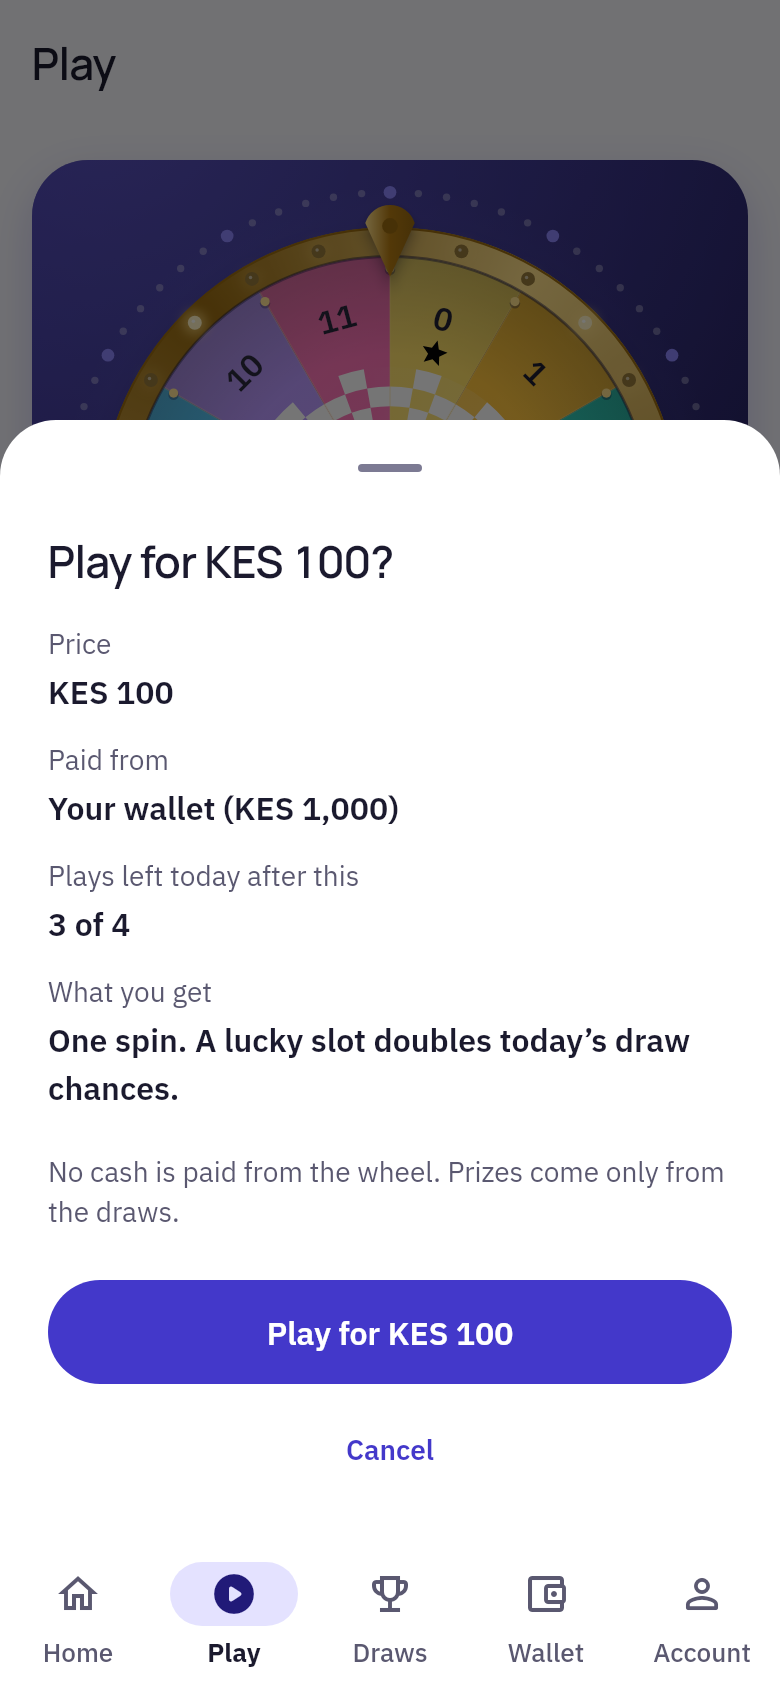 Play
11
0
10
1
Play for KES 100?
Price
KES 100
Paid from
Your wallet (KES 1,000)
Plays left today after this
3 of 4
What you get
One spin. A lucky slot doubles today’s draw
chances.
No cash is paid from the wheel. Prizes come only from
the draws.
Play for KES 100
Cancel
Home
Play
Draws
Wallet
Account